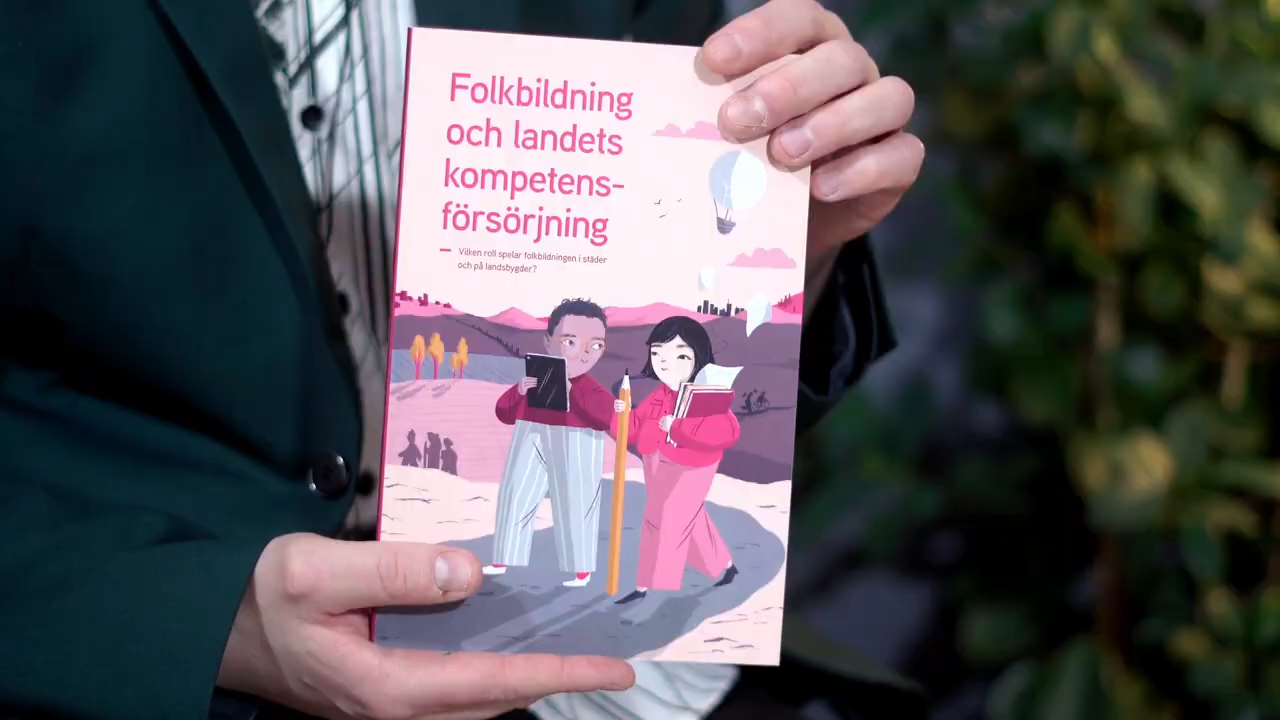 Folkbildning
och landets
kompetens-
försörjning
Vilken roll spelar folkbildningen i städer
och på landsbygder?